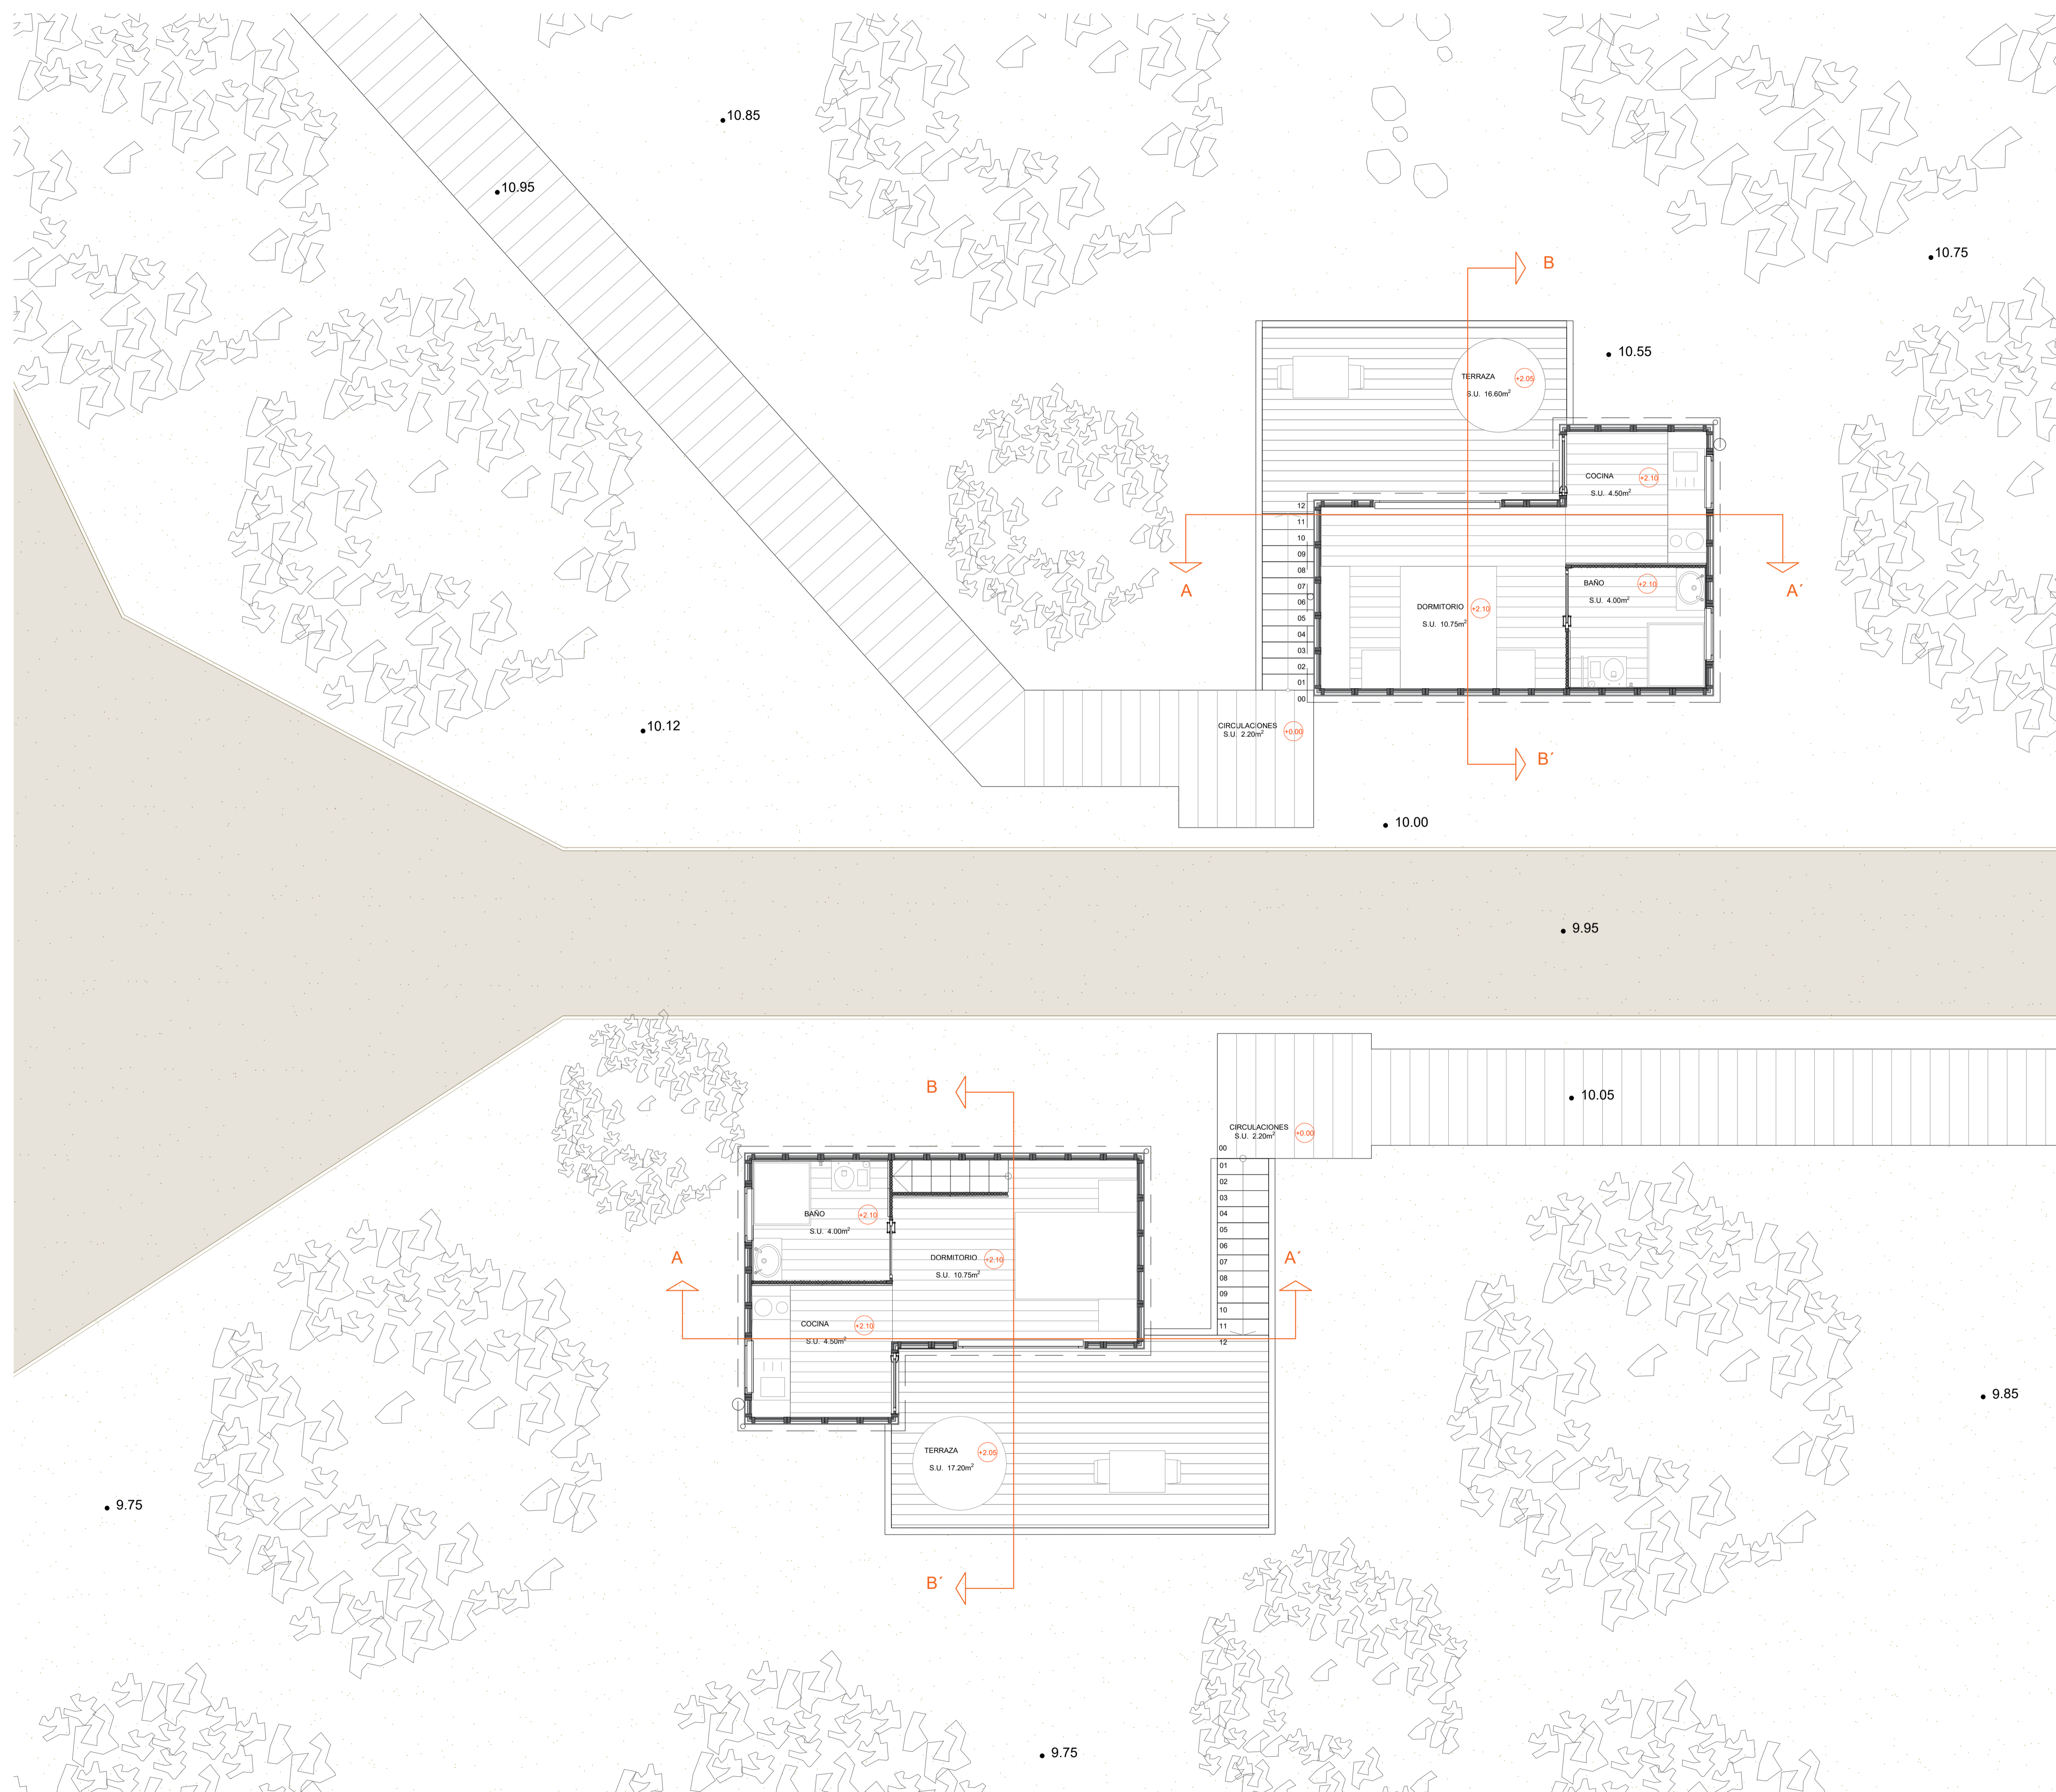 10.85
10.95
B
10.75
10.55
TERRAZA +2.05
S.U. 16.60m²
COCINA +2.10
S.U. 4.50m²
12
11
10
09
08
07
06
05
04
03
02
01
00
A
A´
BAÑO +2.10
S.U. 4.00m²
DORMITORIO +2.10
S.U. 10.75m²
10.12
CIRCULACIONES +0.00
S.U. 2.20m²
B´
10.00
9.95
B
10.05
CIRCULACIONES +0.00
S.U. 2.20m²
00
01
02
03
04
05
06
07
08
09
10
11
12
BAÑO +2.10
S.U. 4.00m²
A
DORMITORIO +2.10
S.U. 10.75m²
A´
COCINA +2.10
S.U. 4.50m²
9.85
TERRAZA +2.05
S.U. 17.20m²
9.75
B´
9.75